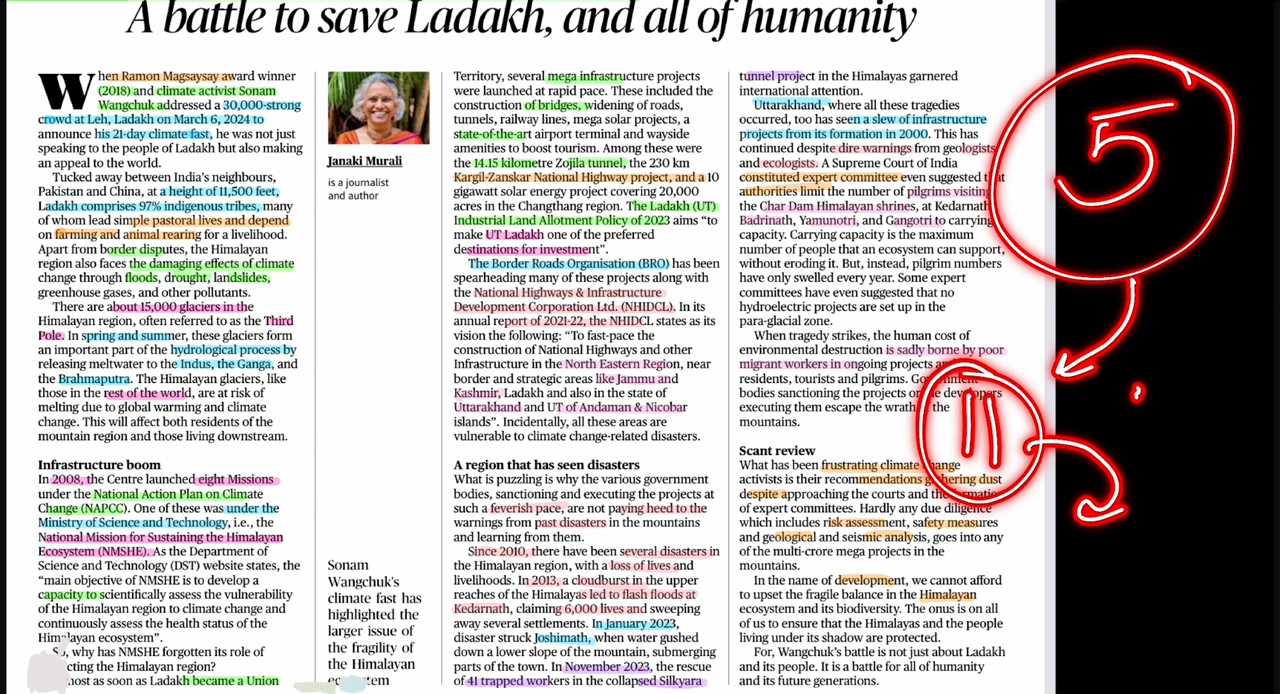 A battle to save Ladakh, and all of humanity
When Ramon Magsaysay award winner
(2018) and climate activist Sonam
Wangchuk addressed a 30,000-strong
crowd at Leh, Ladakh on March 6, 2024 to
announce his 21-day climate fast, he was not just
speaking to the people of Ladakh but also making
an appeal to the world.
Tucked away between India's neighbours,
Pakistan and China, at a height of 11,500 feet,
Ladakh comprises 97% indigenous tribes, many
of whom lead simple pastoral lives and depend
on farming and animal rearing for a livelihood.
Apart from border disputes, the Himalayan
region also faces the damaging effects of climate
change through floods, drought, landslides,
greenhouse gases, and other pollutants.
There are about 15,000 glaciers in the
Himalayan region, often referred to as the Third
Pole. In spring and summer, these glaciers form
an important part of the hydrological process by
releasing meltwater to the Indus, the Ganga, and
the Brahmaputra. The Himalayan glaciers, like
those in the rest of the world, are at risk of
melting due to global warming and climate
change. This will affect both residents of the
mountain region and those living downstream.
Infrastructure boom
In 2008, the Centre launched eight Missions
under the National Action Plan on Climate
Change (NAPCC). One of these was under the
Ministry of Science and Technology, i.e., the
National Mission for Sustaining the Himalayan
Ecosystem (NMSHE). As the Department of
Science and Technology (DST) website states, the
"main objective of NMSHE is to develop a
capacity to scientifically assess the vulnerability
of the Himalayan region to climate change and
continuously assess the health status of the
Himalayan ecosystem".
So, why has NMSHE forgotten its role of
cting the Himalayan region?
most as soon as Ladakh became a Union
Janaki Murali
is a journalist
and author
Sonam
Wangchuk's
climate fast has
highlighted the
larger issue of
the fragility of
the Himalayan
ecosystem
Territory, several mega infrastructure projects
were launched at rapid pace. These included the
construction of bridges, widening of roads,
tunnels, railway lines, mega solar projects, a
state-of-the-art airport terminal and wayside
amenities to boost tourism. Among these were
the 14.15 kilometre Zojila tunnel, the 230 km
Kargil-Zanskar National Highway project, and a 10
gigawatt solar energy project covering 20,000
acres in the Changthang region. The Ladakh (UT)
Industrial Land Allotment Policy of 2023 aims "to
make UT Ladakh one of the preferred
destinations for investment".
The Border Roads Organisation (BRO) has been
spearheading many of these projects along with
the National Highways & Infrastructure
Development Corporation Ltd. (NHIDCL). In its
annual report of 2021-22, the NHIDCL states as its
vision the following: "To fast-pace the
construction of National Highways and other
Infrastructure in the North Eastern Region, near
border and strategic areas like Jammu and
Kashmir, Ladakh and also in the state of
Uttarakhand and UT of Andaman & Nicobar
islands". Incidentally, all these areas are
vulnerable to climate change-related disasters.
A region that has seen disasters
What is puzzling is why the various government
bodies, sanctioning and executing the projects at
such a feverish pace, are not paying heed to the
warnings from past disasters in the mountains
and learning from them.
Since 2010, there have been several disasters in
the Himalayan region, with a loss of lives and
livelihoods. In 2013, a cloudburst in the upper
reaches of the Himalayas led to flash floods at
Kedarnath, claiming 6,000 lives and sweeping
away several settlements. In January 2023,
disaster struck Joshimath, when water gushed
down a lower slope of the mountain, submerging
parts of the town. In November 2023, the rescue
of 41 trapped workers in the collapsed Silkyara
tunnel project in the Himalayas garnered
international attention.
Uttarakhand, where all these tragedies
occurred, too has seen a slew of infrastructure
projects from its formation in 2000. This has
continued despite dire warnings from geologists
and ecologists. A Supreme Court of India
constituted expert committee even suggested that
authorities limit the number of pilgrims visiting
the Char Dam Himalayan shrines, at Kedarnath,
Badrinath, Yamunotri, and Gangotri to carrying
capacity. Carrying capacity is the maximum
number of people that an ecosystem can support,
without eroding it. But, instead, pilgrim numbers
have only swelled every year. Some expert
committees have even suggested that no
hydroelectric projects are set up in the
para-glacial zone.
When tragedy strikes, the human cost of
environmental destruction is sadly borne by poor
migrant workers in ongoing projects and
residents, tourists and pilgrims. Government
bodies sanctioning the projects or the developers
executing them escape the wrath of the
mountains.
Scant review
What has been frustrating climate change
activists is their recommendations gathering dust
despite approaching the courts and the formation
of expert committees. Hardly any due diligence
which includes risk assessment, safety measures
and geological and seismic analysis, goes into any
of the multi-crore mega projects in the
mountains.
In the name of development, we cannot afford
to upset the fragile balance in the Himalayan
ecosystem and its biodiversity. The onus is on all
of us to ensure that the Himalayas and the people
living under its shadow are protected.
For, Wangchuk's battle is not just about Ladakh
and its people. It is a battle for all of humanity
and its future generations.
5
11